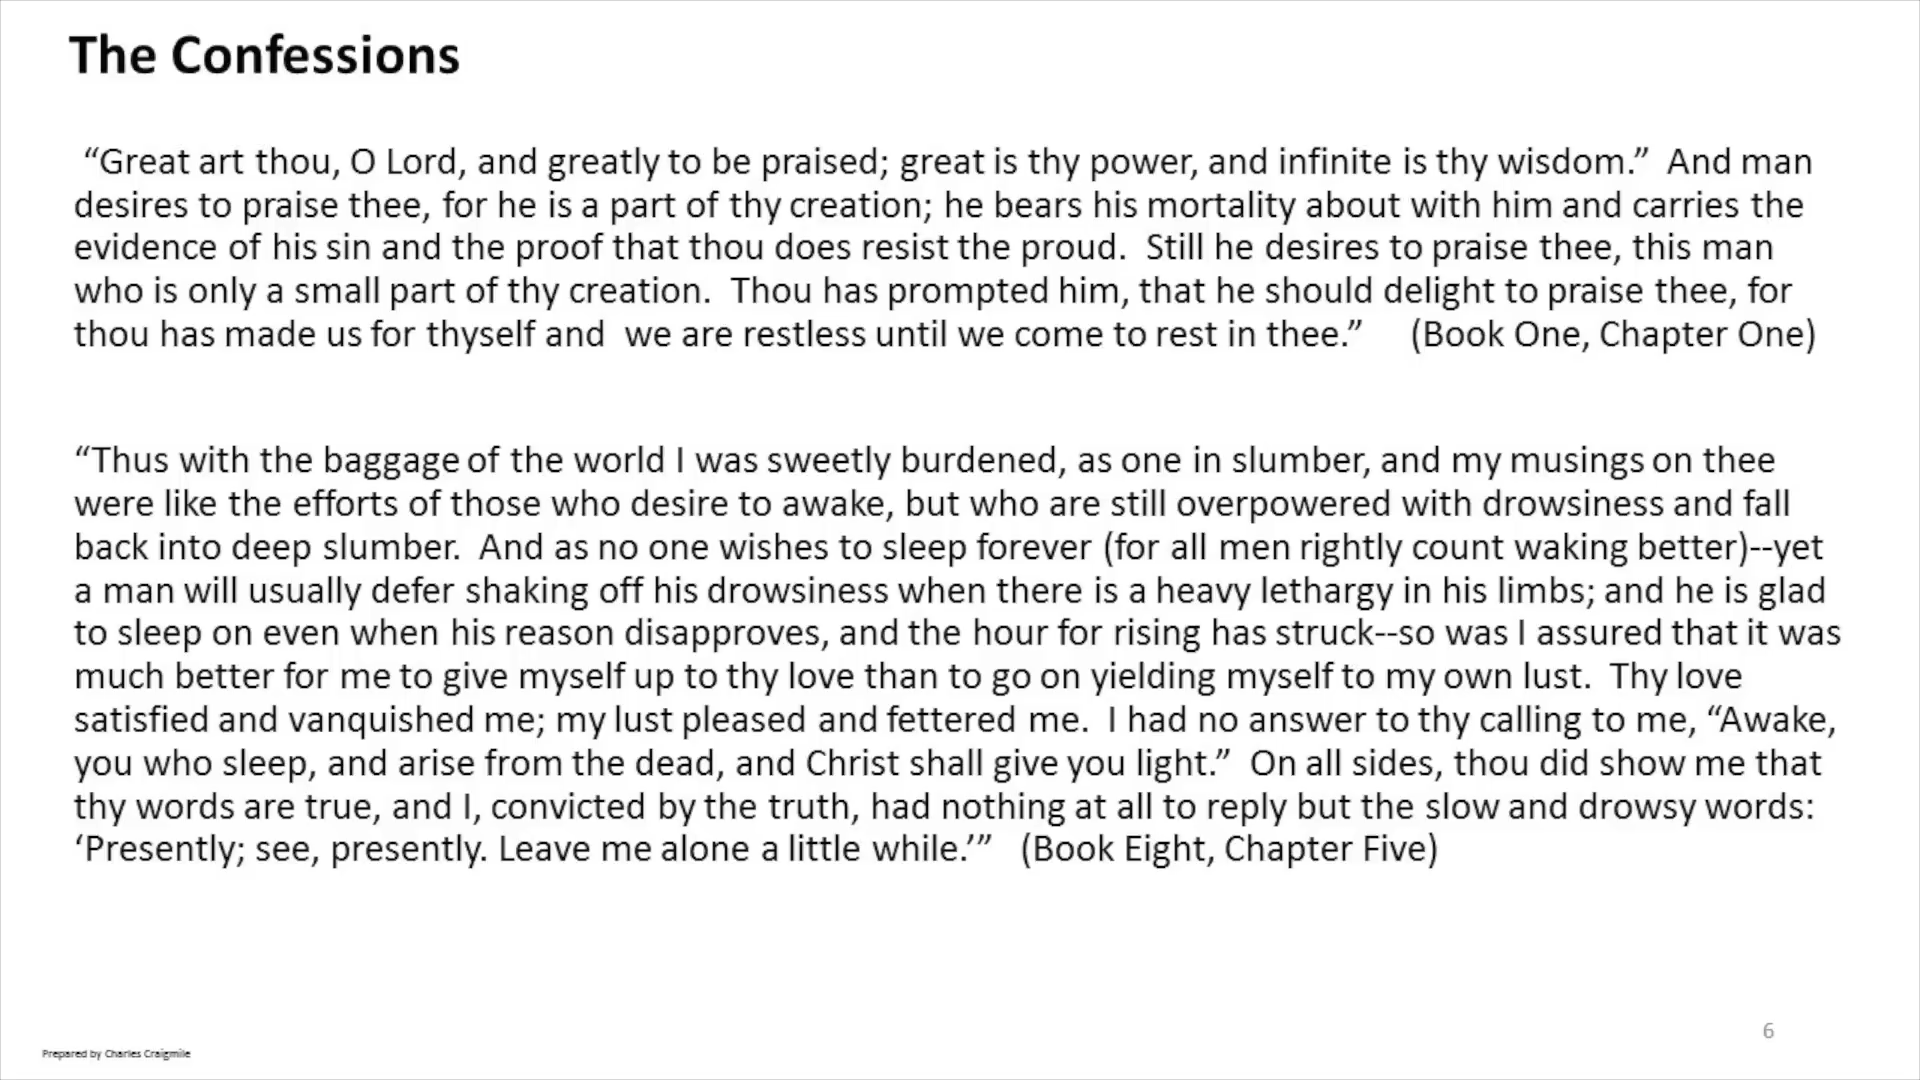 The Confessions
“Great art thou, O Lord, and greatly to be praised; great is thy power, and infinite is thy wisdom.”  And man
desires to praise thee, for he is a part of thy creation; he bears his mortality about with him and carries the
evidence of his sin and the proof that thou does resist the proud.  Still he desires to praise thee, this man
who is only a small part of thy creation.  Thou has prompted him, that he should delight to praise thee, for
thou has made us for thyself and  we are restless until we come to rest in thee.”     (Book One, Chapter One)
“Thus with the baggage of the world I was sweetly burdened, as one in slumber, and my musings on thee
were like the efforts of those who desire to awake, but who are still overpowered with drowsiness and fall
back into deep slumber.  And as no one wishes to sleep forever (for all men rightly count waking better)--yet
a man will usually defer shaking off his drowsiness when there is a heavy lethargy in his limbs; and he is glad
to sleep on even when his reason disapproves, and the hour for rising has struck--so was I assured that it was
much better for me to give myself up to thy love than to go on yielding myself to my own lust.  Thy love
satisfied and vanquished me; my lust pleased and fettered me.  I had no answer to thy calling to me, “Awake,
you who sleep, and arise from the dead, and Christ shall give you light.”  On all sides, thou did show me that
thy words are true, and I, convicted by the truth, had nothing at all to reply but the slow and drowsy words:
‘Presently; see, presently. Leave me alone a little while.’”   (Book Eight, Chapter Five)
6
Prepared by Charles Craigmile